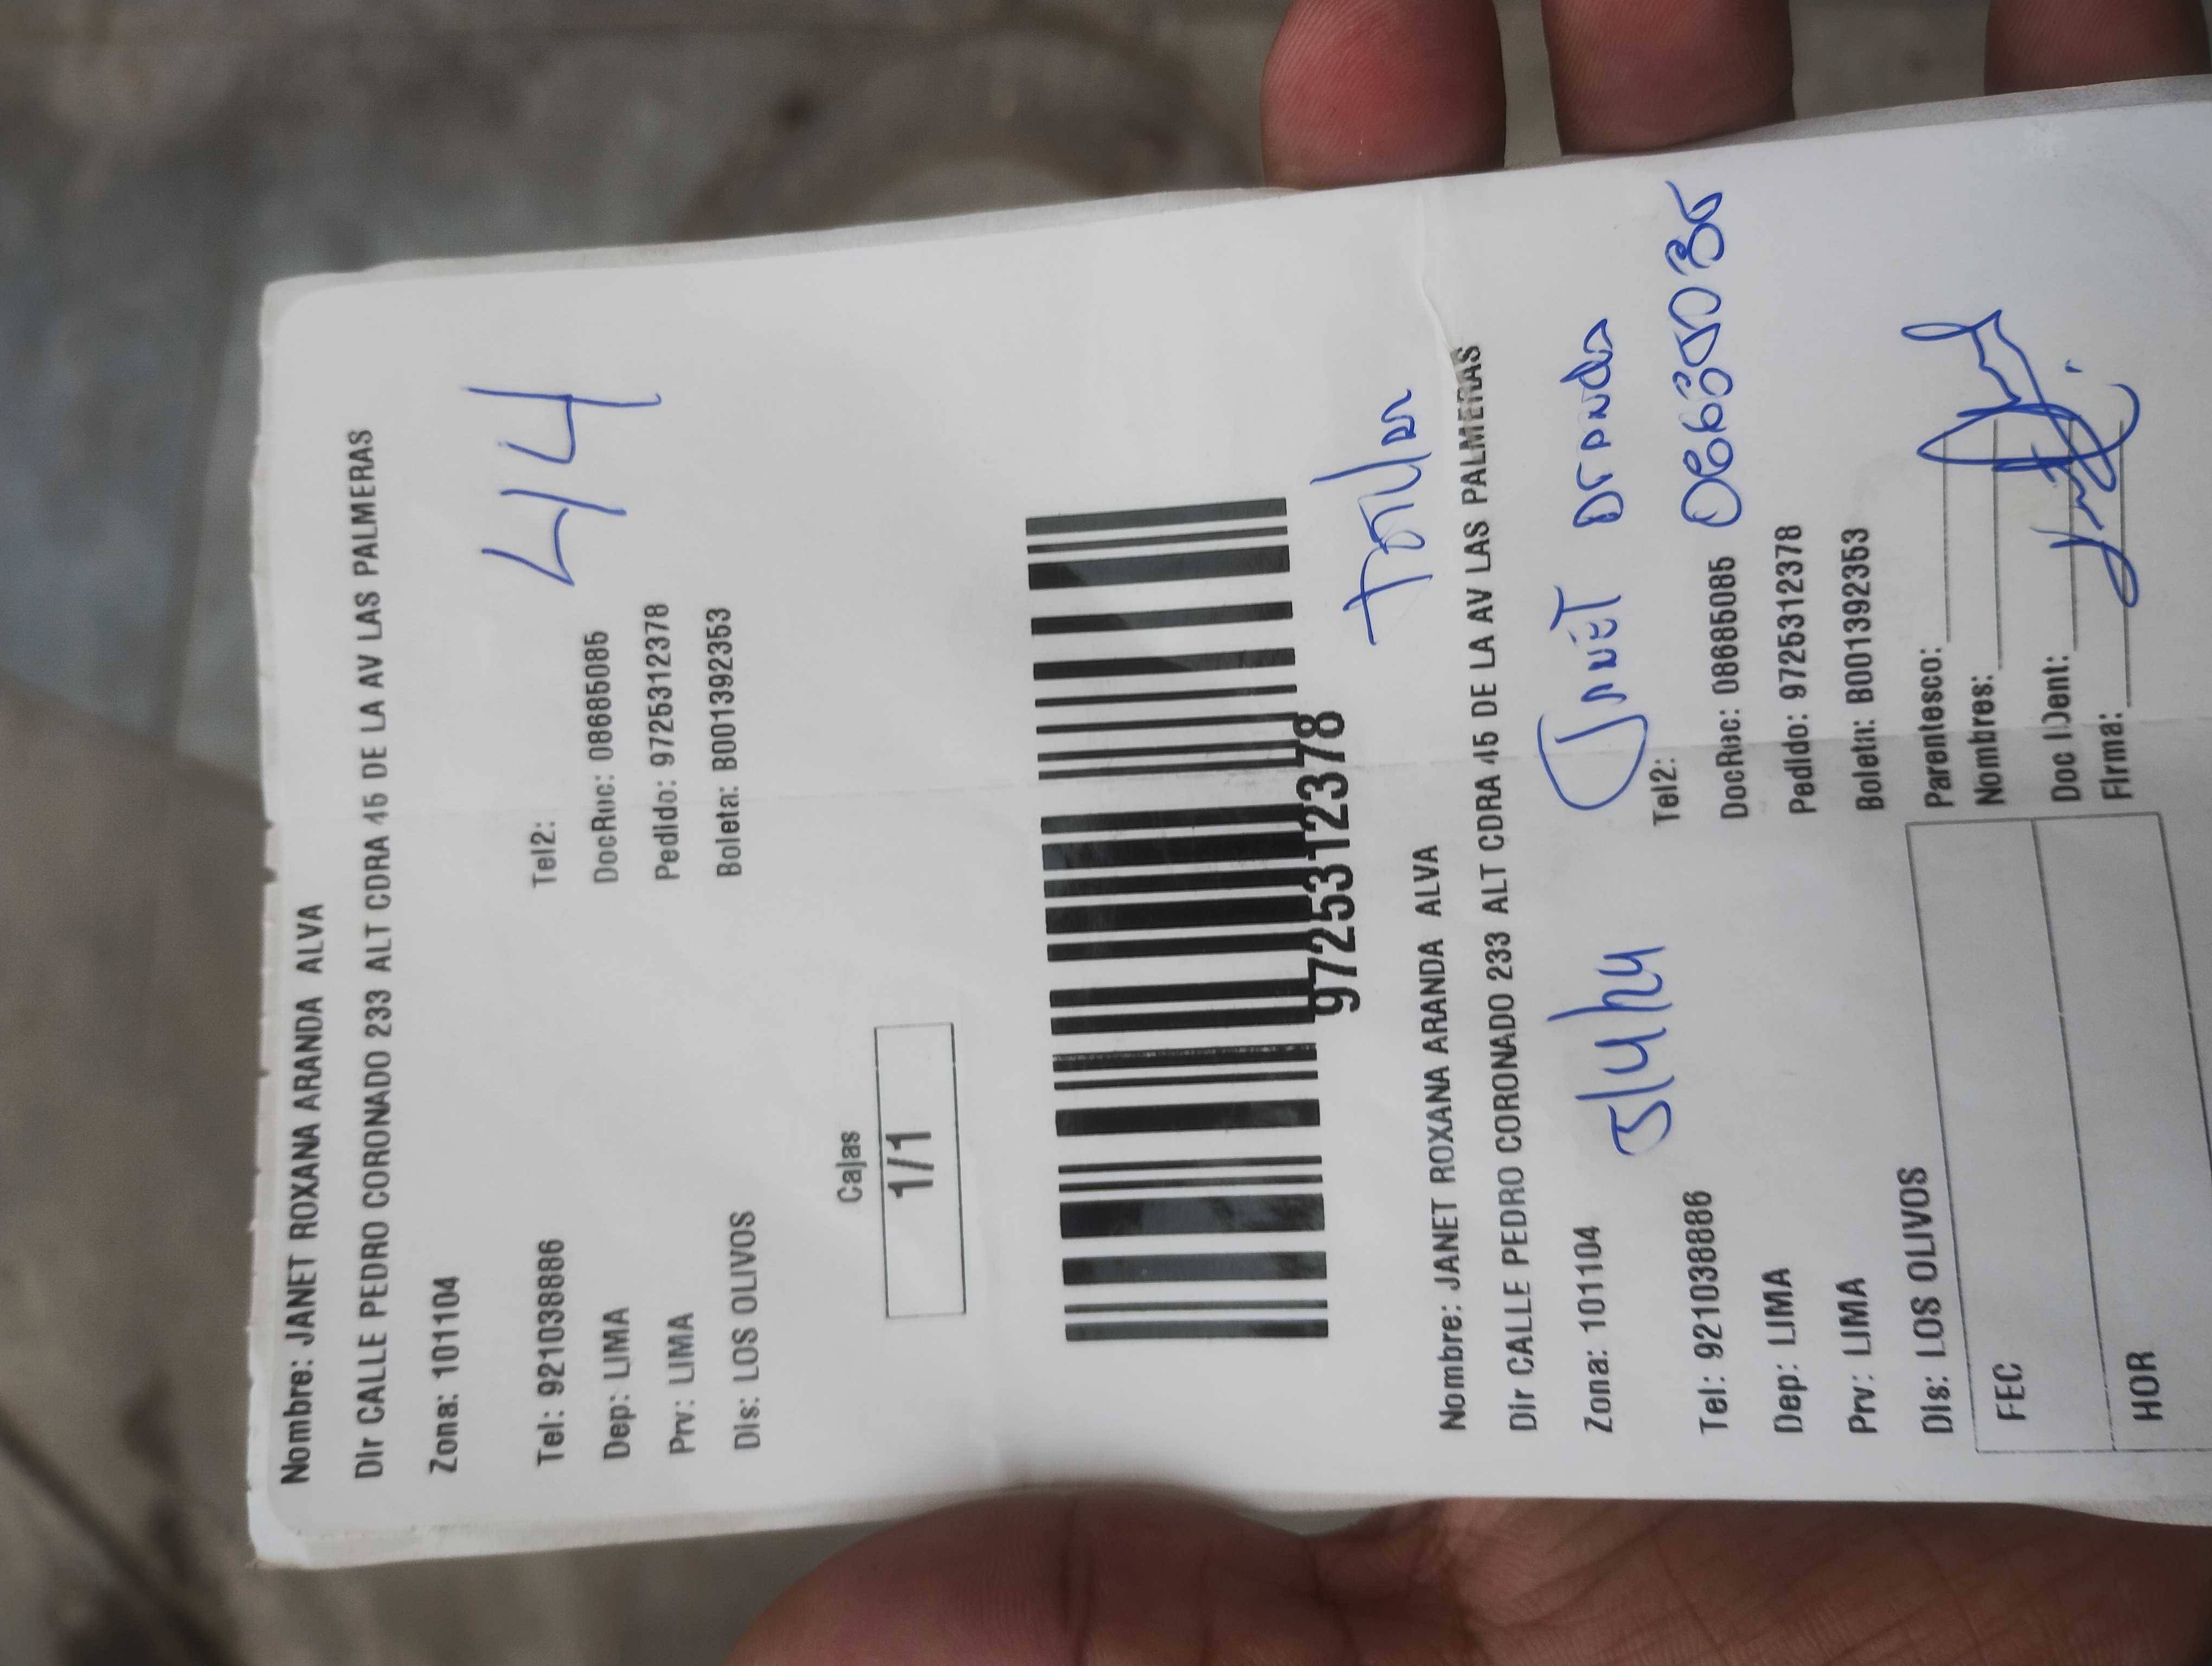 Nombre: JANET ROXANA ARANDA ALVA
Dir CALLE PEDRO CORONADO 233 ALT CDRA 45 DE LA AV LAS PALMERAS
Zona: 101104
44
Tel: 921038886 Tel2:
Dep: LIMA DocRuc: 08685085
Prv: LIMA Pedido: 9725312378
Dis: LOS OLIVOS Boleta: B001392353
Cajas
1/1
9725312378
Nombre: JANET ROXANA ARANDA ALVA
Dir CALLE PEDRO CORONADO 233 ALT CDRA 45 DE LA AV LAS PALMERAS
Zona: 101104 Janet Aranda
Tel: 921038886 Tel2:
Dep: LIMA DocRuc: 08685085
Prv: LIMA Pedido: 9725312378
Dis: LOS OLIVOS Boleta: B001392353
FEC Parentesco:
Nombres:
HOR Doc Ident:
Firma: